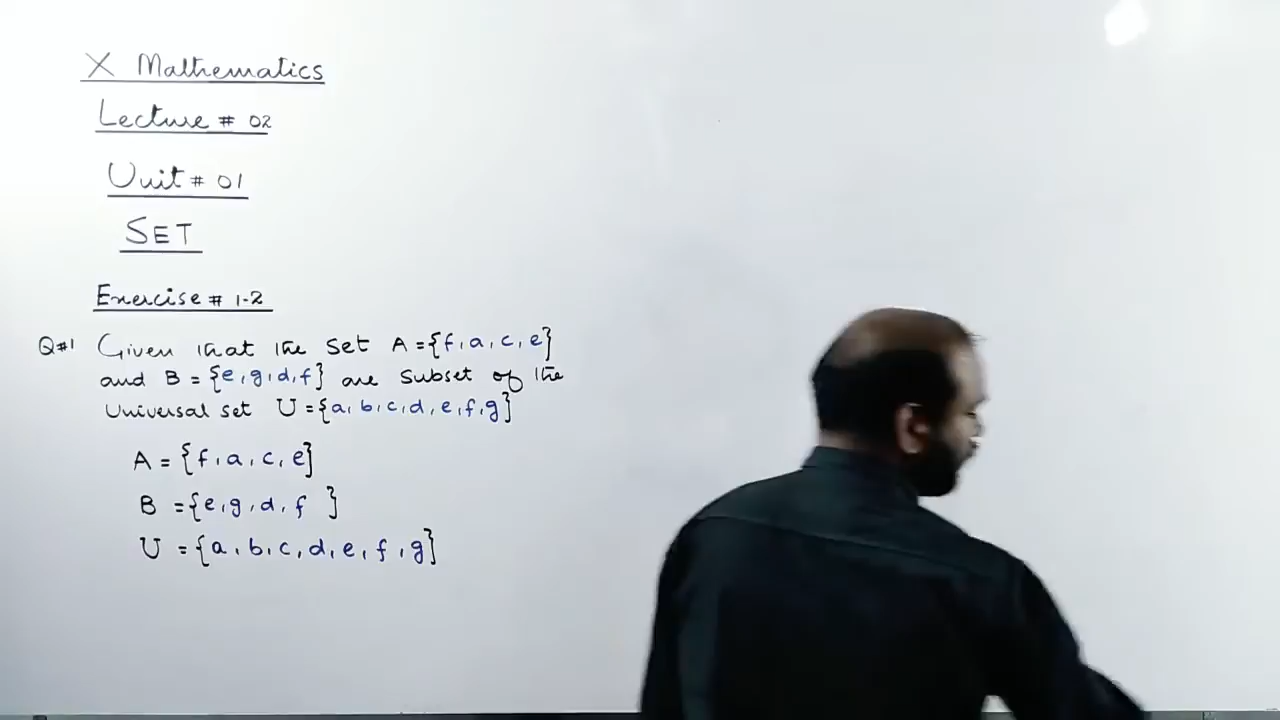 X Mathematics
Lecture # 02
Unit # 01
SET
Exercise # 1-2
Q#1 Given that the set A = {f, a, c, e}
and B = {e, g, d, f} are subset of the
Universal set U = {a, b, c, d, e, f, g}
A = {f, a, c, e}
B = {e, g, d, f }
U = {a, b, c, d, e, f, g}